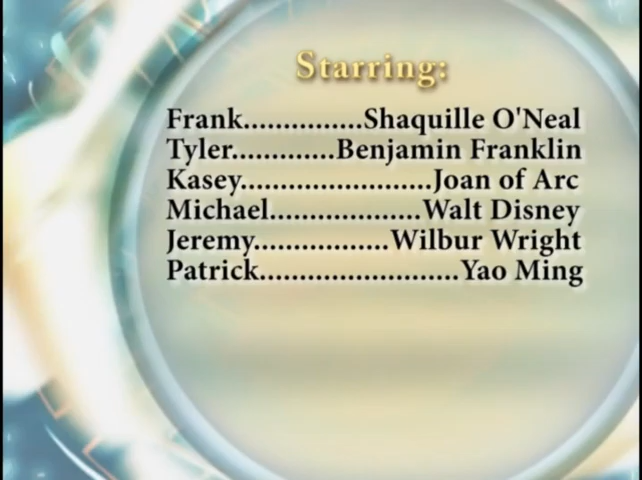 Starring:
Frank...............Shaquille O'Neal
Tyler.............Benjamin Franklin
Kasey........................Joan of Arc
Michael...................Walt Disney
Jeremy.................Wilbur Wright
Patrick.........................Yao Ming